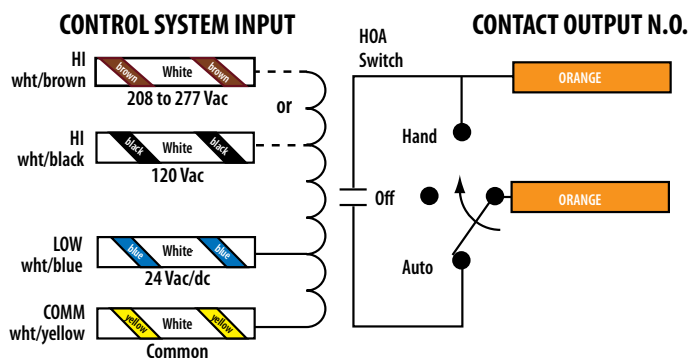 CONTROL SYSTEM INPUT
CONTACT OUTPUT N.O.
HI
wht/brown
brown White brown
208 to 277 Vac
or
HI
wht/black
black White black
120 Vac
LOW
wht/blue
blue White blue
24 Vac/dc
COMM
wht/yellow
yellow White yellow
Common
HOA
Switch
Hand
Off
Auto
ORANGE
ORANGE